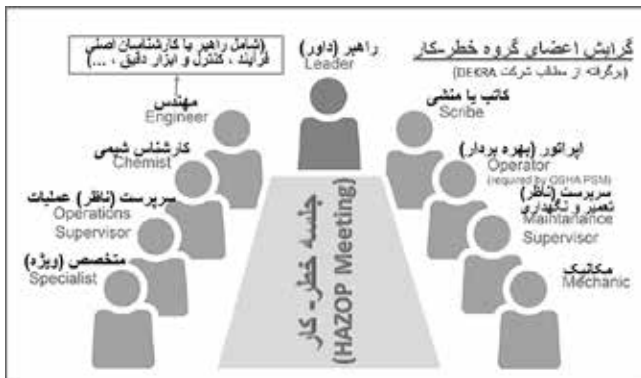 گرایش اعضای گروه خطر-کار
(برگرفته از مطالب شرکت DEKRA)
(شامل راهبر یا کارشناسان اصلی
فرآیند ، کنترل و ابزار دقیق ، ...)
راهبر (داور)
Leader
مهندس
Engineer
کارشناس شیمی
Chemist
سرپرست (ناظر) عملیات
Operations
Supervisor
متخصص (ویژه)
Specialist
کاتب یا منشی
Scribe
اپراتور (بهره بردار)
Operator
(required by OSHA PSM)
سرپرست (ناظر)
تعمیر و نگهداری
Maintanance
Supervisor
مکانیک
Mechanic
جلسه خطر- کار
(HAZOP Meeting)